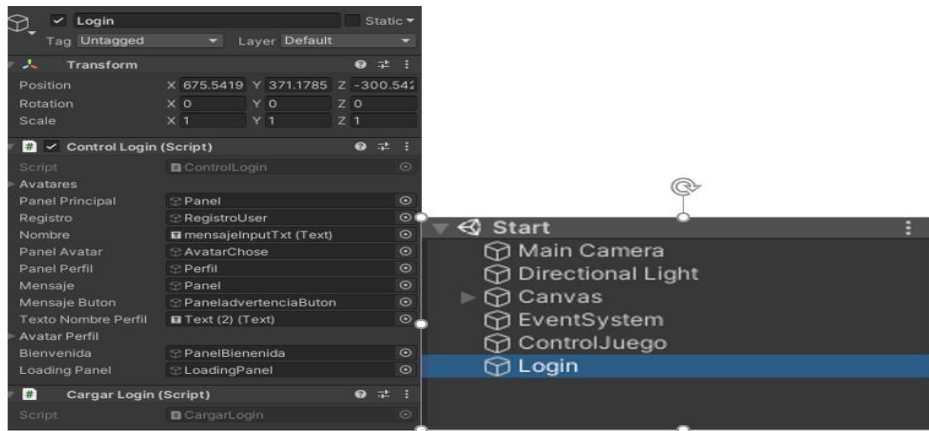 Login Static
Tag Untagged Layer Default
Transform
Position X 675.5419 Y 371.1785 Z -300.542
Rotation X 0 Y 0 Z 0
Scale X 1 Y 1 Z 1
# Control Login (Script)
Script ControlLogin
Avatares
Panel Principal Panel
Registro RegistroUser
Nombre mensajeInputTxt (Text)
Panel Avatar AvatarChose
Panel Perfil Perfil
Mensaje Panel
Mensaje Buton PaneladvertenciaButon
Texto Nombre Perfil Text (2) (Text)
Avatar Perfil
Bienvenida PanelBienenida
Loading Panel LoadingPanel
# Cargar Login (Script)
Script CargarLogin
Start
Main Camera
Directional Light
Canvas
EventSystem
ControlJuego
Login